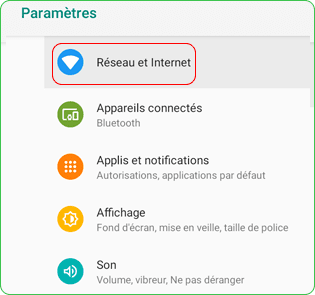 Paramètres
Réseau et Internet
Appareils connectés
Bluetooth
Applis et notifications
Autorisations, applications par défaut
Affichage
Fond d'écran, mise en veille, taille de police
Son
Volume, vibreur, Ne pas déranger